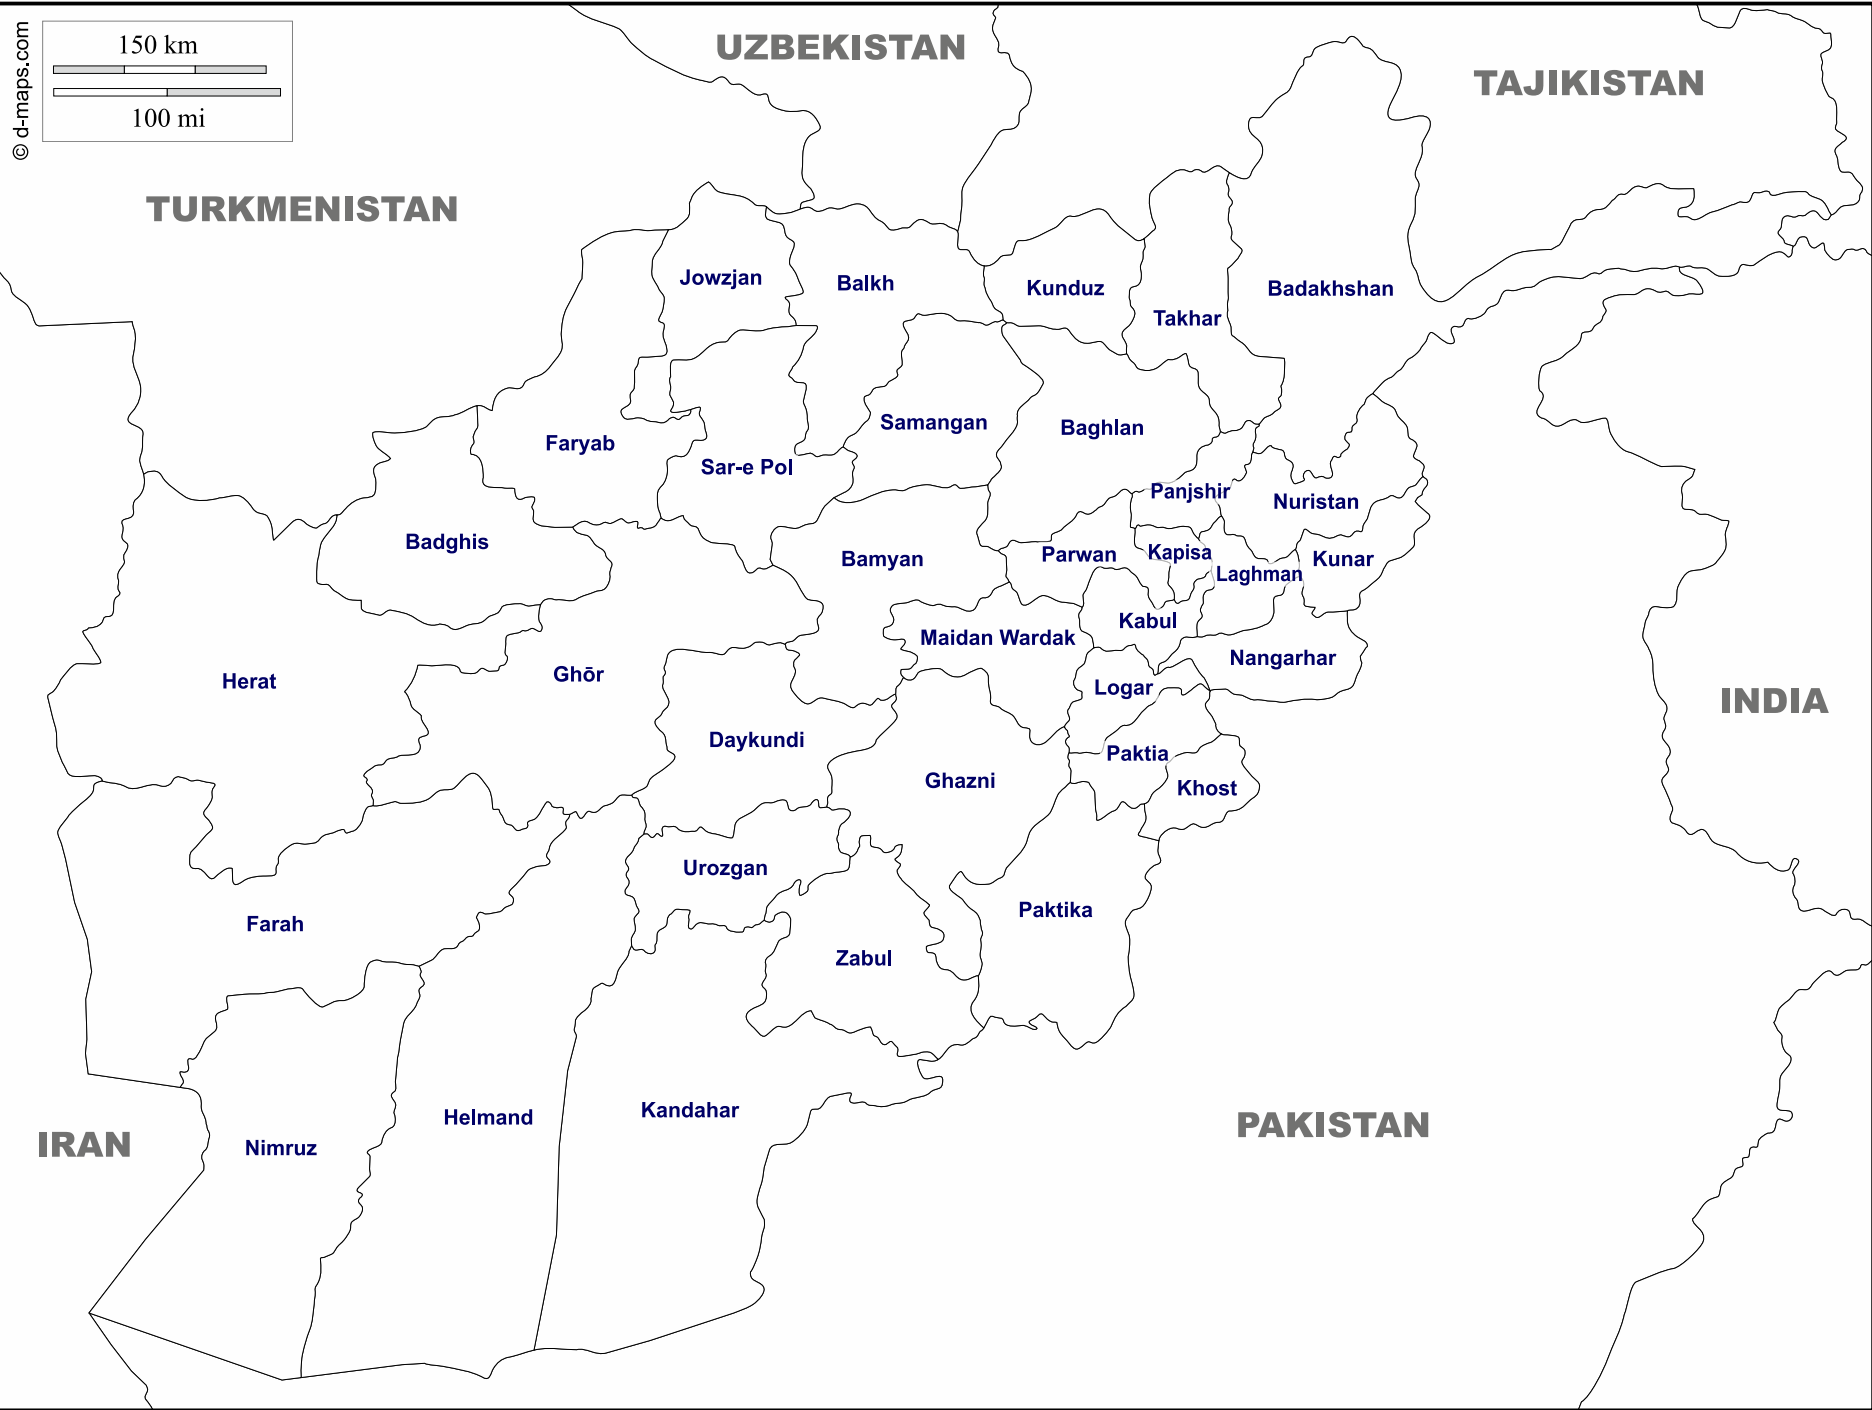 © d-maps.com
150 km
100 mi
UZBEKISTAN
TAJIKISTAN
TURKMENISTAN
Jowzjan
Balkh
Kunduz
Badakhshan
Takhar
Samangan
Baghlan
Faryab
Sar-e Pol
Panjshir
Nuristan
Badghis
Bamyan
Parwan
Kapisa
Kunar
Laghman
Kabul
Maidan Wardak
Nangarhar
Herat
Ghōr
Logar
INDIA
Daykundi
Paktia
Ghazni
Khost
Urozgan
Farah
Paktika
Zabul
Kandahar
Helmand
PAKISTAN
IRAN
Nimruz